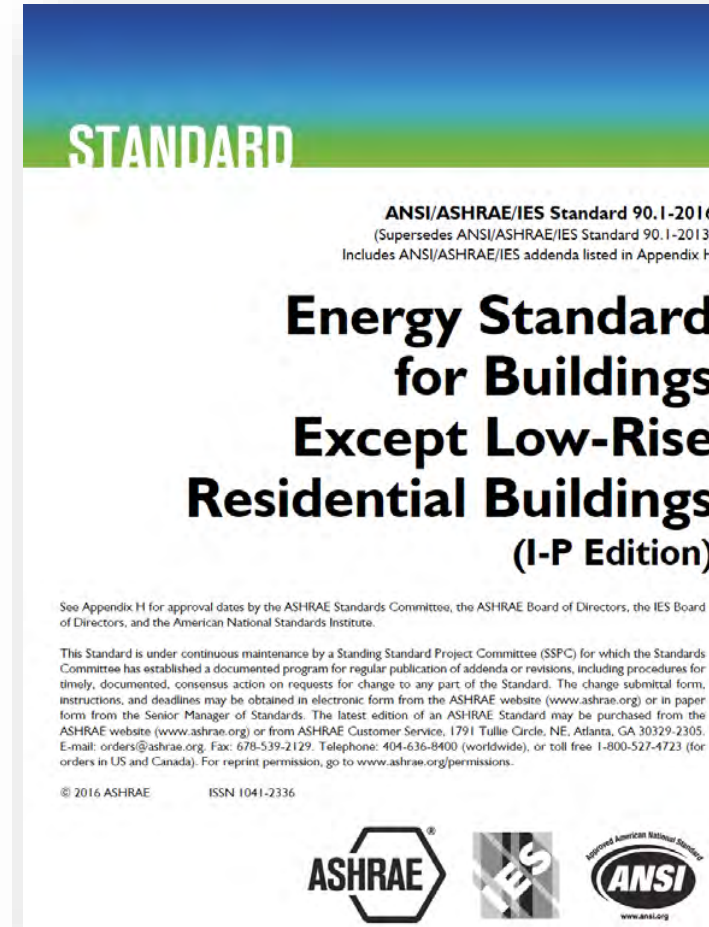 STANDARD
ANSI/ASHRAE/IES Standard 90.1-2016
(Supersedes ANSI/ASHRAE/IES Standard 90.1-2013
Includes ANSI/ASHRAE/IES addenda listed in Appendix H
Energy Standard
for Buildings
Except Low-Rise
Residential Buildings
(I-P Edition)
See Appendix H for approval dates by the ASHRAE Standards Committee, the ASHRAE Board of Directors, the IES Board
of Directors, and the American National Standards Institute.
This Standard is under continuous maintenance by a Standing Standard Project Committee (SSPC) for which the Standards
Committee has established a documented program for regular publication of addenda or revisions, including procedures for
timely, documented, consensus action on requests for change to any part of the Standard. The change submittal form,
instructions, and deadlines may be obtained in electronic form from the ASHRAE website (www.ashrae.org) or in paper
form from the Senior Manager of Standards. The latest edition of an ASHRAE Standard may be purchased from the
ASHRAE website (www.ashrae.org) or from ASHRAE Customer Service, 1791 Tullie Circle, NE, Atlanta, GA 30329-2305.
E-mail: orders@ashrae.org. Fax: 678-539-2129. Telephone: 404-636-8400 (worldwide), or toll free 1-800-527-4723 (for
orders in US and Canada). For reprint permission, go to www.ashrae.org/permissions.
© 2016 ASHRAE ISSN 1041-2336
ASHRAE®
IES
Approved American National Standard
ANSI
www.ansi.org